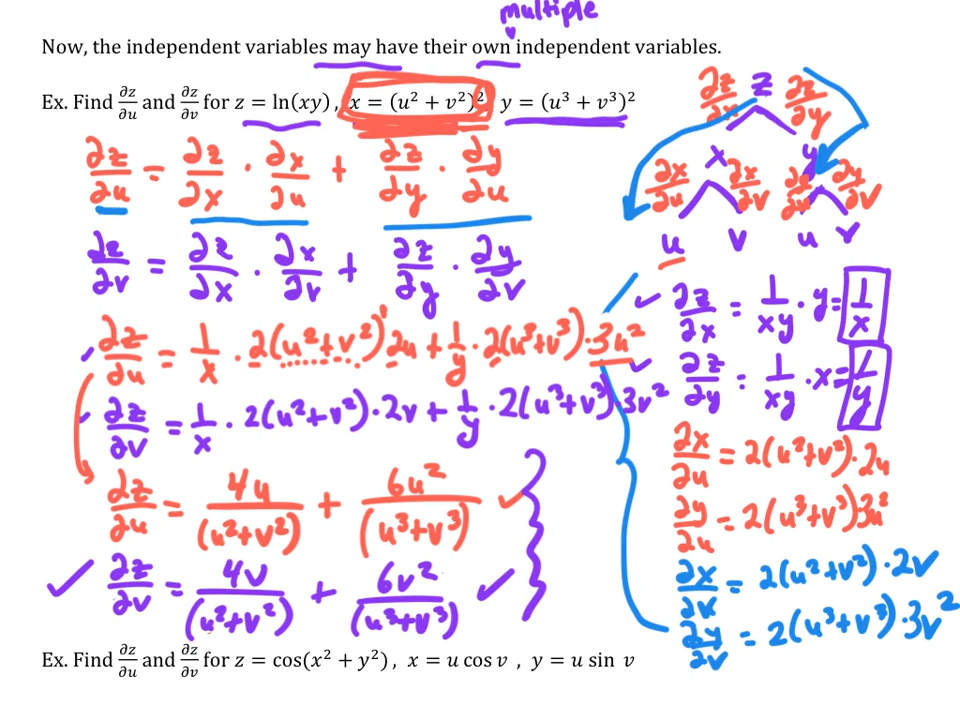 multiple
Now, the independent variables may have their own independent variables.
Ex. Find ∂z/∂u and ∂z/∂v for z = ln(xy), x = (u² + v²)², y = (u³ + v³)²
∂z/∂x z ∂z/∂y
x y
∂x/∂u ∂x/∂v ∂y/∂v
u v u v
∂z/∂u = ∂z/∂x · ∂x/∂u + ∂z/∂y · ∂y/∂u
∂z/∂v = ∂z/∂x · ∂x/∂v + ∂z/∂y · ∂y/∂v
∂z/∂u = 1/x · 2(u²+v²)¹ 2u + 1/y · 2(u³+v³)·3u²
∂z/∂v = 1/x · 2(u²+v²)·2v + 1/y · 2(u³+v³)3v²
∂z/∂u = 4u/(u²+v²) + 6u²/(u³+v³)
∂z/∂v = 4v/(u²+v²) + 6v²/(u³+v³)
✓ ∂z/∂x = 1/xy · y = 1/x
✓ ∂z/∂y = 1/xy · x = 1/y
∂x/∂u = 2(u²+v²)·2u
∂y/∂u = 2(u³+v³)·3u²
∂x/∂v = 2(u²+v²)·2v
∂y/∂v = 2(u³+v³)·3v²
Ex. Find ∂z/∂u and ∂z/∂v for z = cos(x² + y²), x = u cos v , y = u sin v